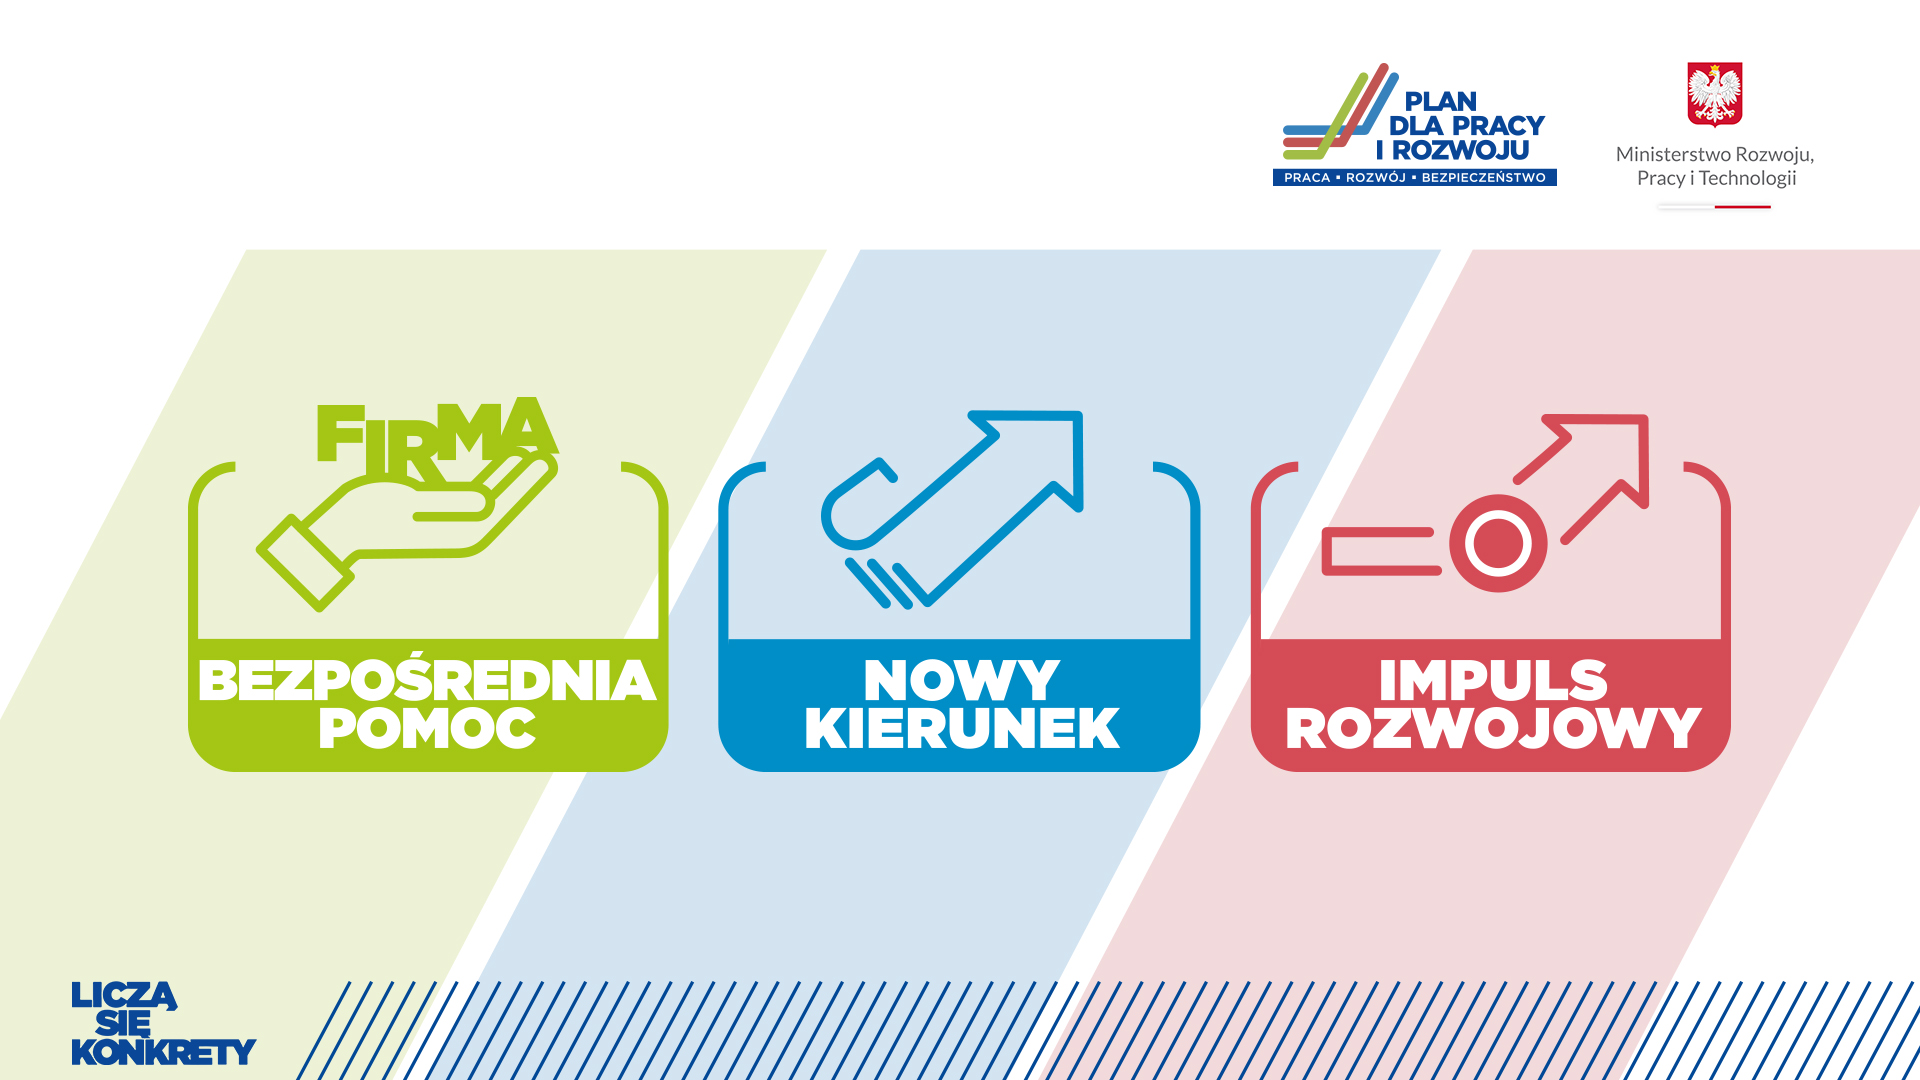 PLAN
DLA PRACY
I ROZWOJU
PRACA ▪ ROZWÓJ ▪ BEZPIECZEŃSTWO
Ministerstwo Rozwoju,
Pracy i Technologii
FIRMA
BEZPOŚREDNIA
POMOC
NOWY
KIERUNEK
IMPULS
ROZWOJOWY
LICZĄ
SIĘ
KONKRETY